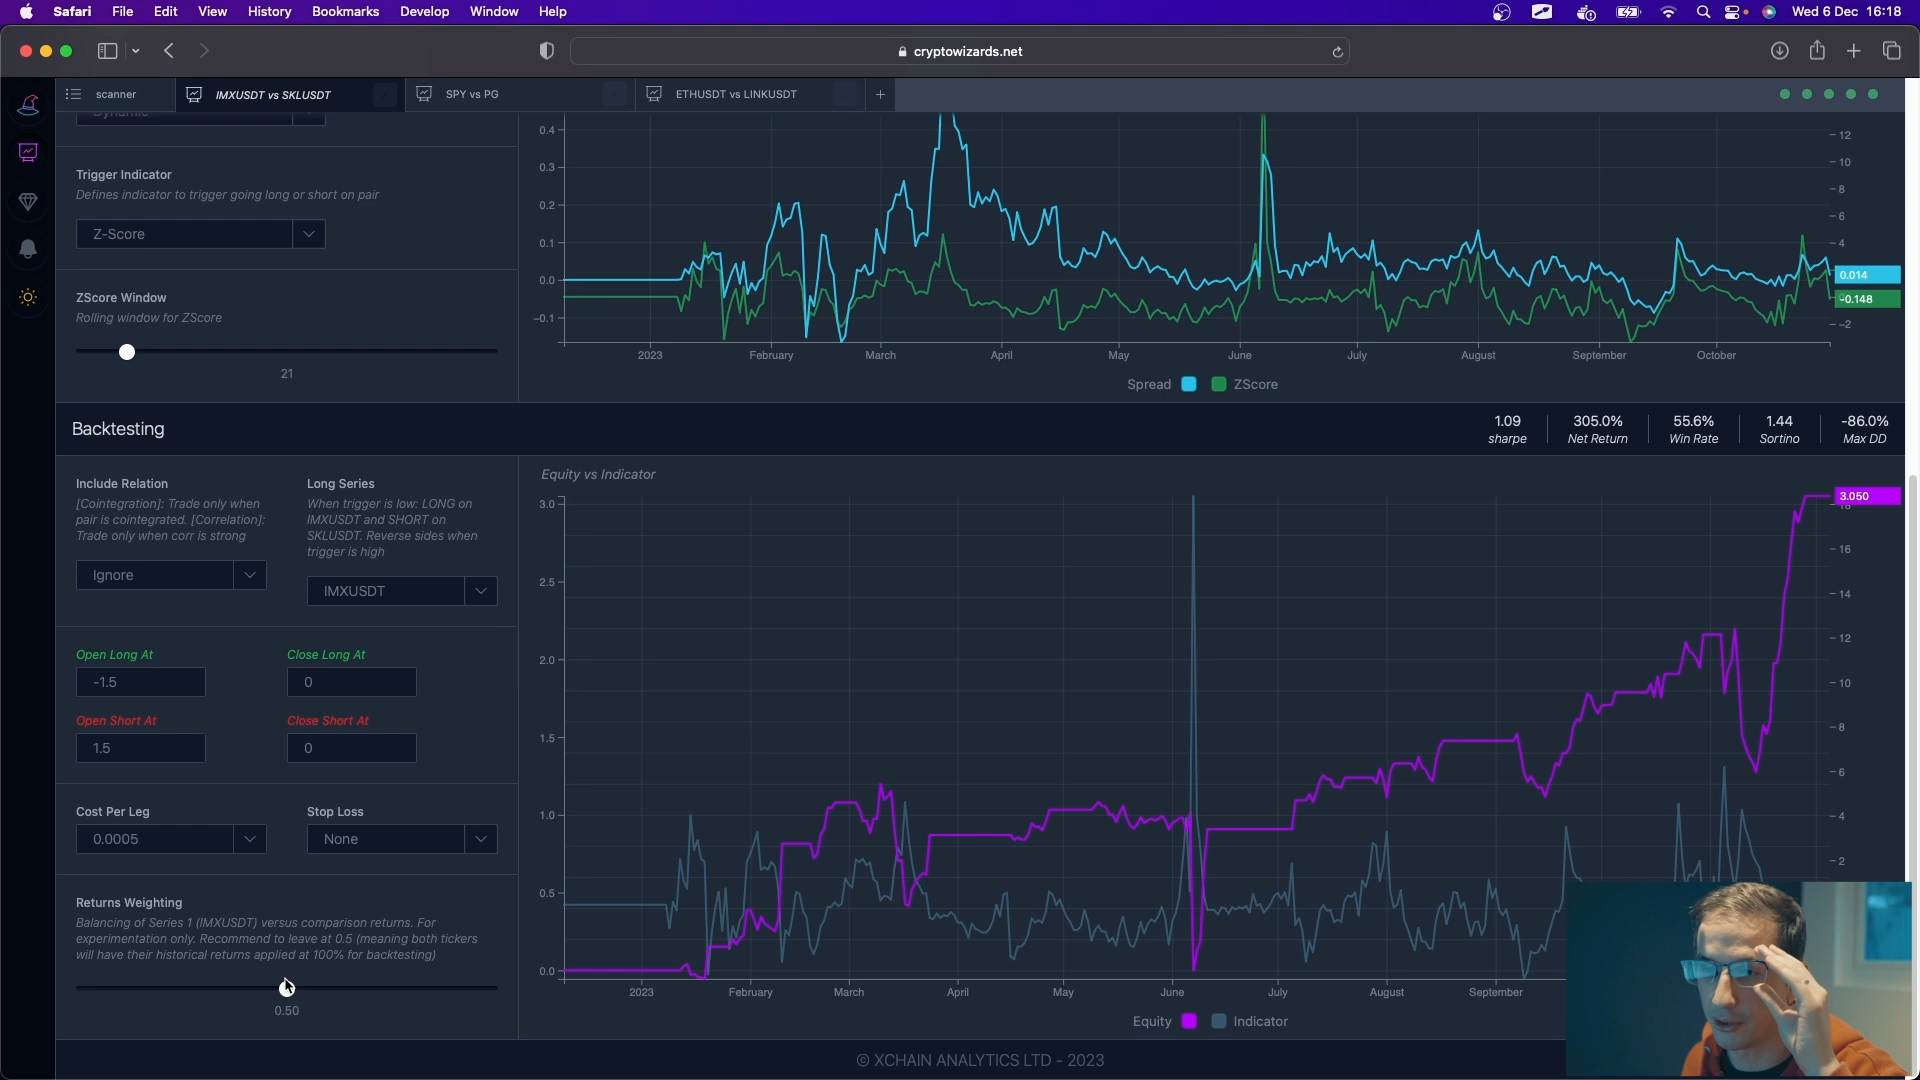 Safari File Edit View History Bookmarks Develop Window Help Wed 6 Dec 16:18
cryptowizards.net
scanner IMXUSDT vs SKLUSDT SPY vs PG ETHUSDT vs LINKUSDT +
Dynamic
Trigger Indicator
Defines indicator to trigger going long or short on pair
Z-Score
ZScore Window
Rolling window for ZScore
21
0.4
0.3
0.2
0.1
0.0
-0.1
12
10
8
6
4
0.014
-0.148
-2
2023 February March April May June July August September October
Spread ZScore
Backtesting
1.09 305.0% 55.6% 1.44 -86.0%
sharpe Net Return Win Rate Sortino Max DD
Include Relation
[Cointegration]: Trade only when
pair is cointegrated. [Correlation]:
Trade only when corr is strong
Ignore
Long Series
When trigger is low: LONG on
IMXUSDT and SHORT on
SKLUSDT. Reverse sides when
trigger is high
IMXUSDT
Open Long At Close Long At
-1.5 0
Open Short At Close Short At
1.5 0
Cost Per Leg Stop Loss
0.0005 None
Returns Weighting
Balancing of Series 1 (IMXUSDT) versus comparison returns. For
experimentation only. Recommend to leave at 0.5 (meaning both tickers
will have their historical returns applied at 100% for backtesting)
0.50
Equity vs Indicator
3.0
2.5
2.0
1.5
1.0
0.5
0.0
3.050
16
14
12
10
8
6
4
2
2023 February March April May June July August September
Equity Indicator
© XCHAIN ANALYTICS LTD - 2023